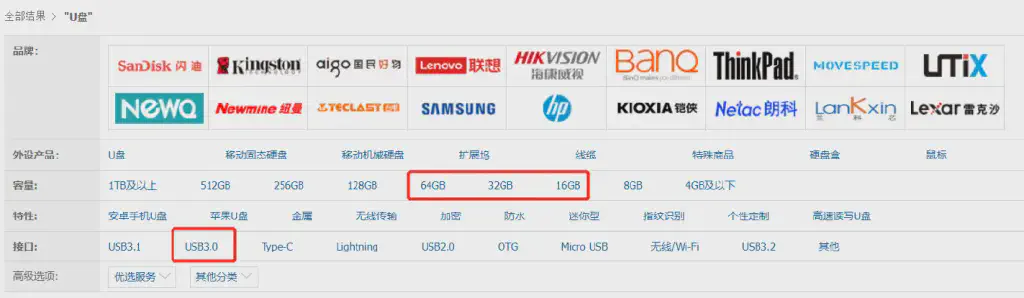 全部结果 > "U盘"
品牌:
SanDisk 闪迪 Kingston TECHNOLOGY aigo 国民好物 Lenovo 联想 HIKVISION 海康威视 BanQ ThinkPad. MOVESPEED UTIX
NEWQ Newmine 纽曼 TECLAST SAMSUNG hp KIOXIA 铠侠 Netac 朗科 LanKxin Lexar 雷克沙
外设产品: U盘 移动固态硬盘 移动机械硬盘 扩展坞 线缆 特殊商品 硬盘盒 鼠标
容量: 1TB及以上 512GB 256GB 128GB 64GB 32GB 16GB 8GB 4GB及以下
特性: 安卓手机U盘 苹果U盘 金属 无线传输 加密 防水 迷你型 指纹识别 个性定制 高速读写U盘
接口: USB3.1 USB3.0 Type-C Lightning USB2.0 OTG Micro USB 无线/Wi-Fi USB3.2 其他
高级选项: 优选服务 其他分类